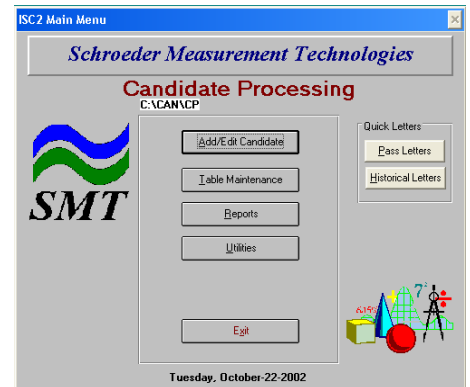 ISC2 Main Menu
Schroeder Measurement Technologies
Candidate Processing
C:\CAN\CP
Add/Edit Candidate
Table Maintenance
Reports
Utilities
Exit
Quick Letters
Pass Letters
Historical Letters
SMT
Tuesday, October-22-2002